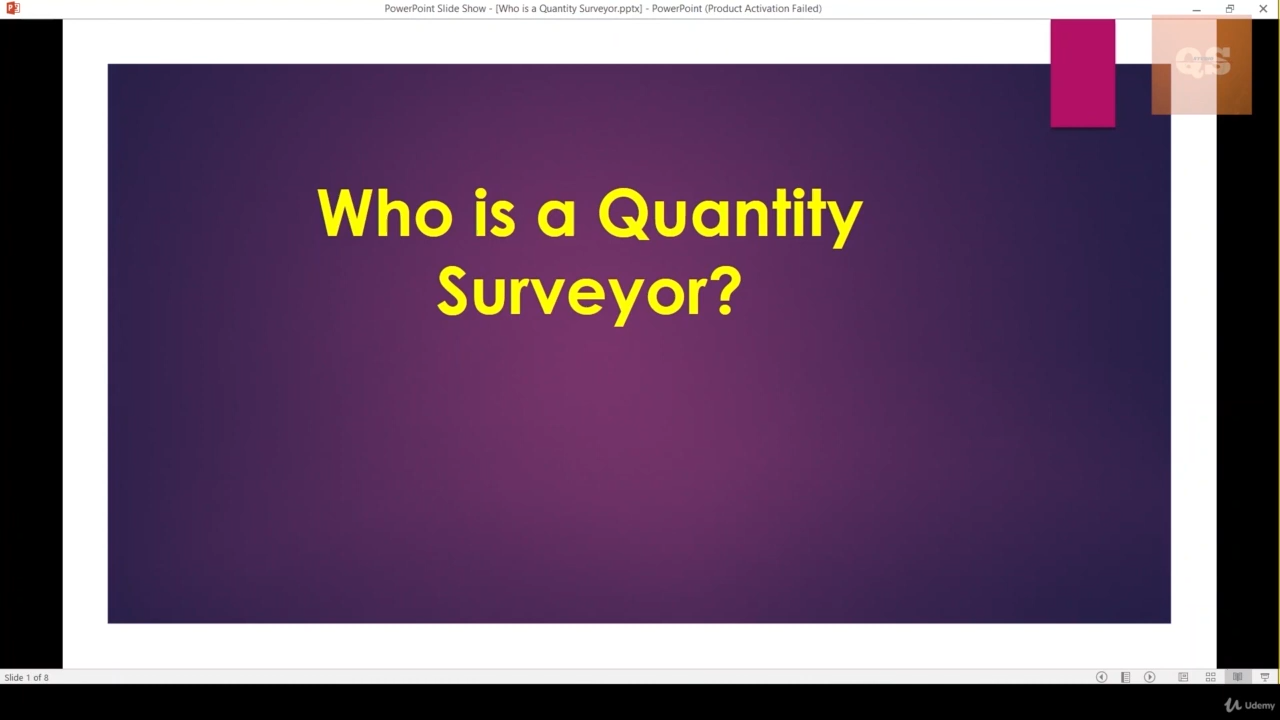 PowerPoint Slide Show - [Who is a Quantity Surveyor.pptx] - PowerPoint (Product Activation Failed)
QS
Who is a Quantity
Surveyor?
Slide 1 of 8
Udemy